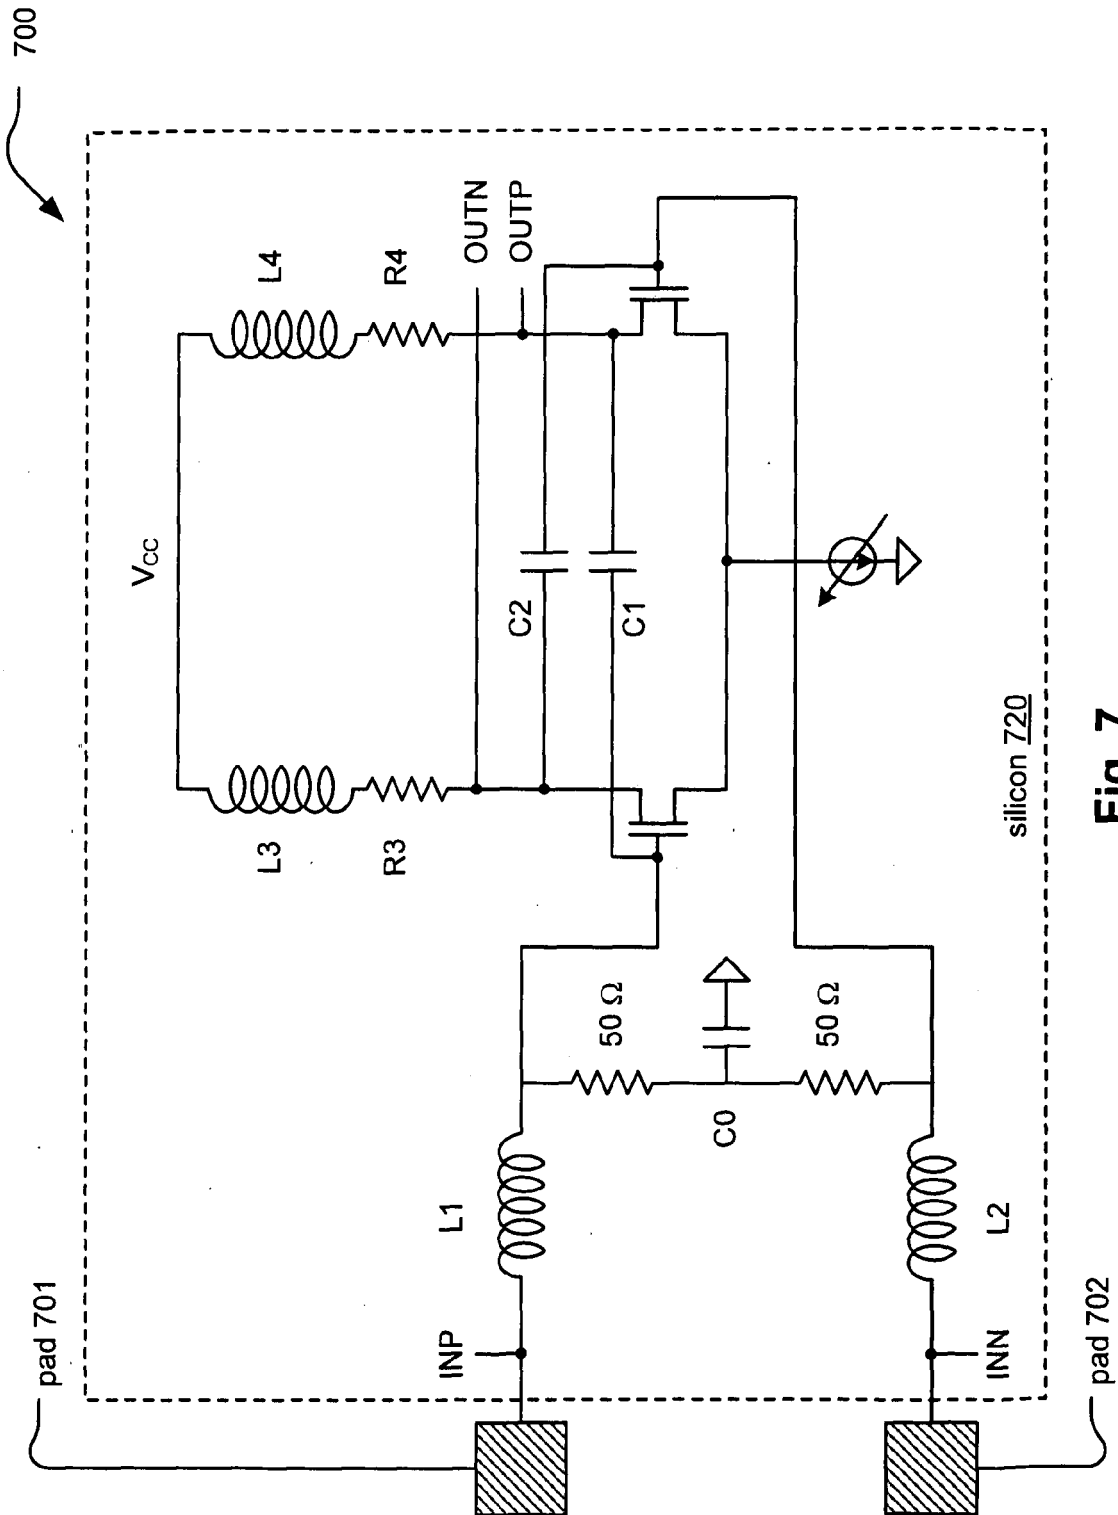 700
pad 701
INP
L1
50 Ω
C0
50 Ω
L2
INN
pad 702
VCC
L3
R3
L4
R4
OUTN
OUTP
C2
C1
silicon 720
Fig. 7